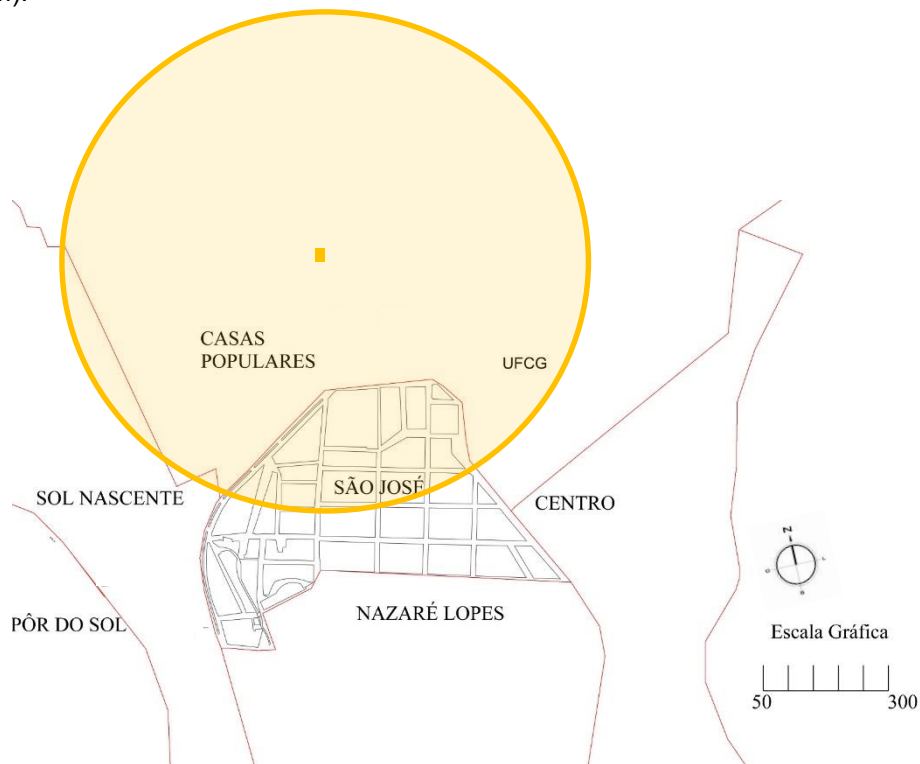 CASAS
POPULARES
UFCG
SOL NASCENTE
SÃO JOSÉ
CENTRO
N
PÔR DO SOL
NAZARÉ LOPES
Escala Gráfica
50
300